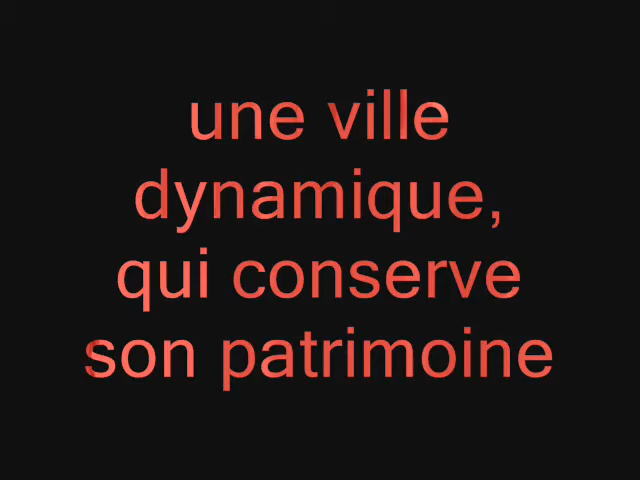 une ville
dynamique,
qui conserve
son patrimoine